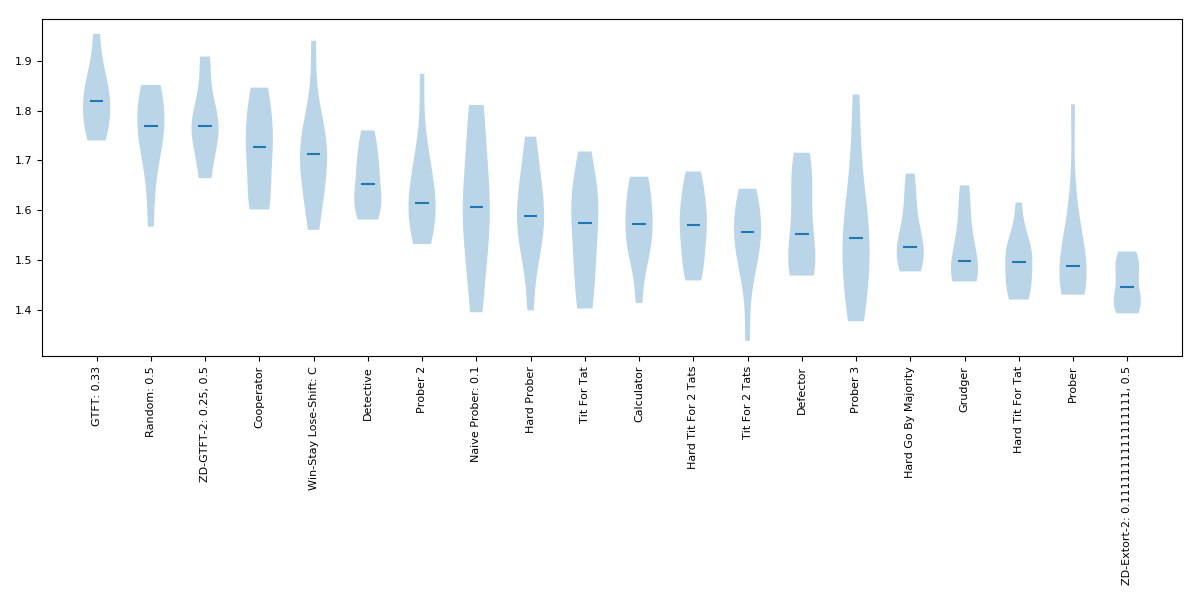 1.9
1.8
1.7
1.6
1.5
1.4
GTFT: 0.33
Random: 0.5
ZD-GTFT-2: 0.25, 0.5
Cooperator
Win-Stay Lose-Shift: C
Detective
Prober 2
Naive Prober: 0.1
Hard Prober
Tit For Tat
Calculator
Hard Tit For 2 Tats
Tit For 2 Tats
Defector
Prober 3
Hard Go By Majority
Grudger
Hard Tit For Tat
Prober
ZD-Extort-2: 0.1111111111111111, 0.5